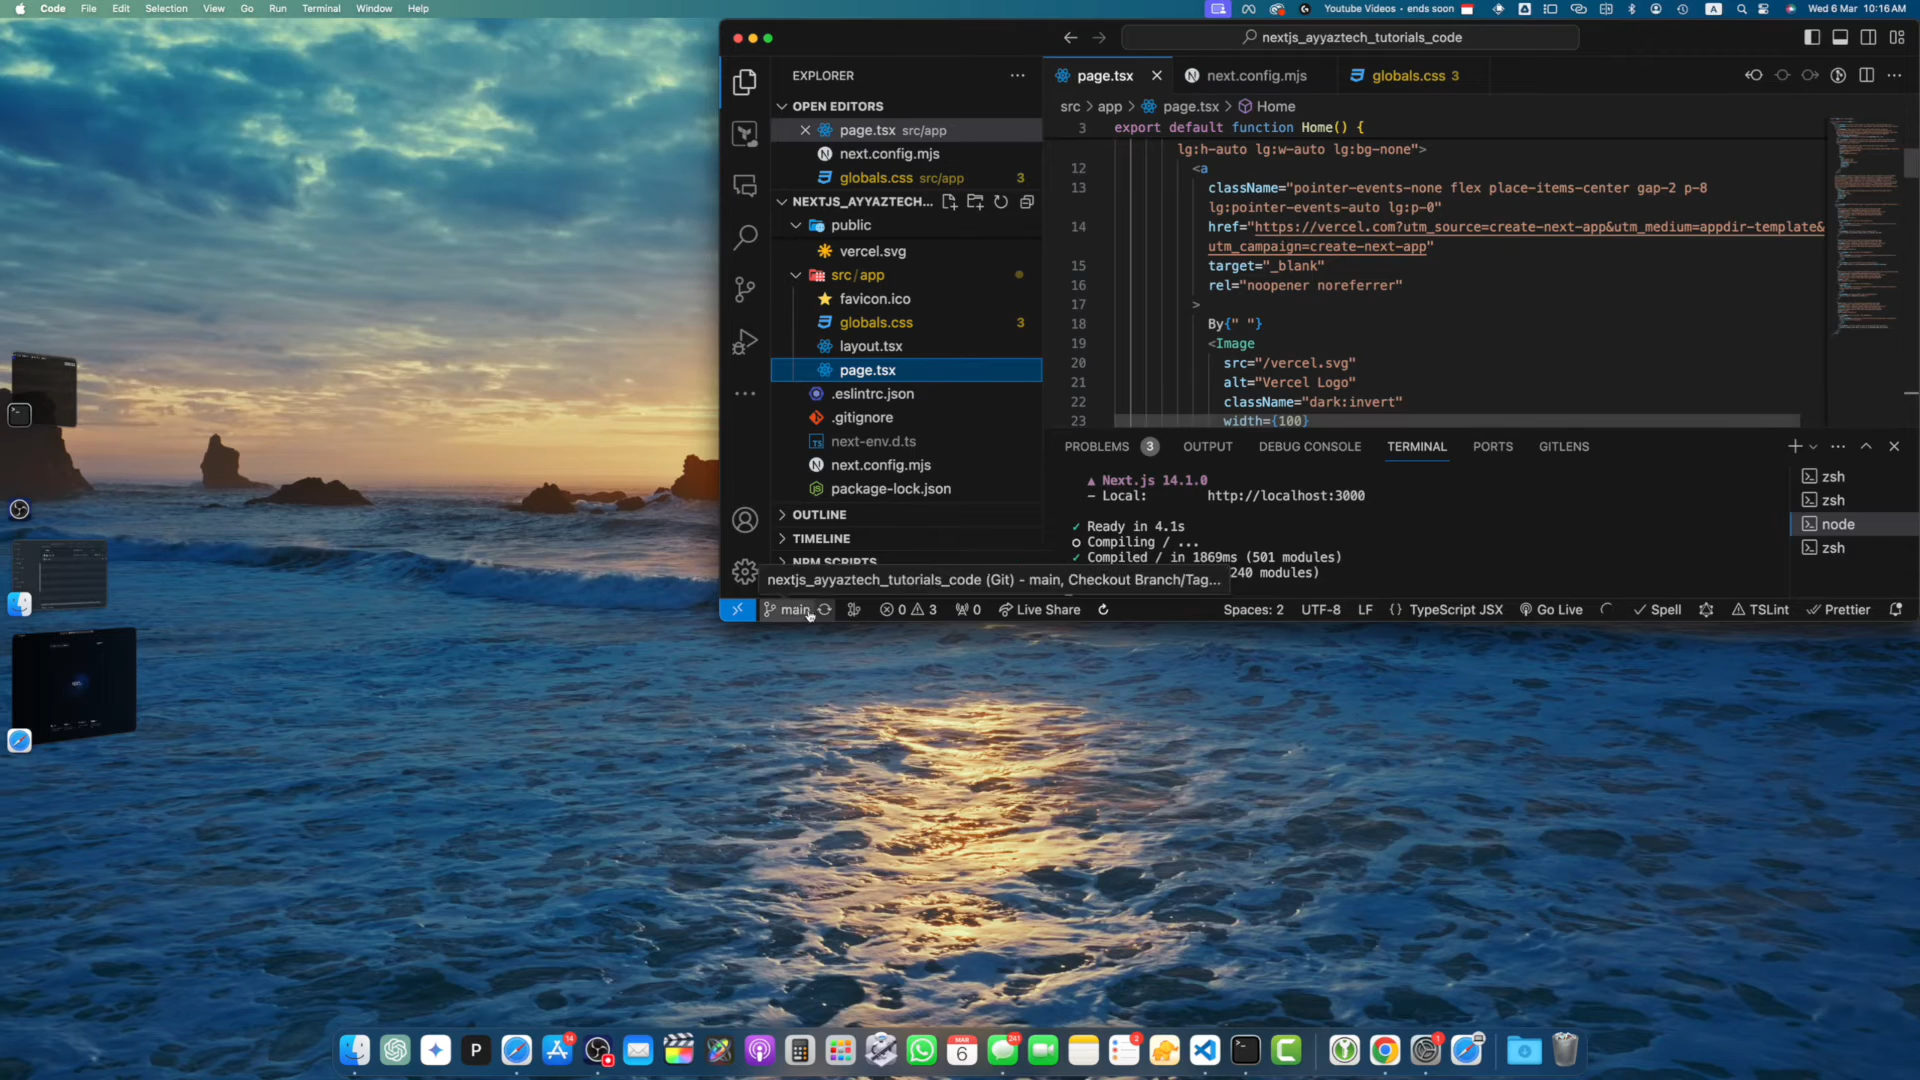 Code File Edit Selection View Go Run Terminal Window Help
Youtube Videos • ends soon
A
Wed 6 Mar 10:16 AM
nextjs_ayyaztech_tutorials_code
EXPLORER
OPEN EDITORS
page.tsx src/app
next.config.mjs
globals.css src/app 3
NEXTJS_AYYAZTECH...
public
vercel.svg
src/app
favicon.ico
globals.css 3
layout.tsx
page.tsx
.eslintrc.json
.gitignore
TS next-env.d.ts
next.config.mjs
package-lock.json
OUTLINE
TIMELINE
NPM SCRIPTS
page.tsx
next.config.mjs
globals.css 3
src > app > page.tsx > Home
3 export default function Home() {
lg:h-auto lg:w-auto lg:bg-none">
12 <a
13 className="pointer-events-none flex place-items-center gap-2 p-8
lg:pointer-events-auto lg:p-0"
14 href="https://vercel.com?utm_source=create-next-app&utm_medium=appdir-template&
utm_campaign=create-next-app"
15 target="_blank"
16 rel="noopener noreferrer"
17 >
18 By{" "}
19 <Image
20 src="/vercel.svg"
21 alt="Vercel Logo"
22 className="dark:invert"
23 width={100}
PROBLEMS 3 OUTPUT DEBUG CONSOLE TERMINAL PORTS GITLENS
▲ Next.js 14.1.0
- Local: http://localhost:3000
✓ Ready in 4.1s
○ Compiling / ...
✓ Compiled / in 1869ms (501 modules)
240 modules)
zsh
zsh
node
zsh
nextjs_ayyaztech_tutorials_code (Git) - main, Checkout Branch/Tag...
main 0 3 0 Live Share Spaces: 2 UTF-8 LF {} TypeScript JSX Go Live Spell TSLint Prettier
P
14
MAR
6
241
2
1